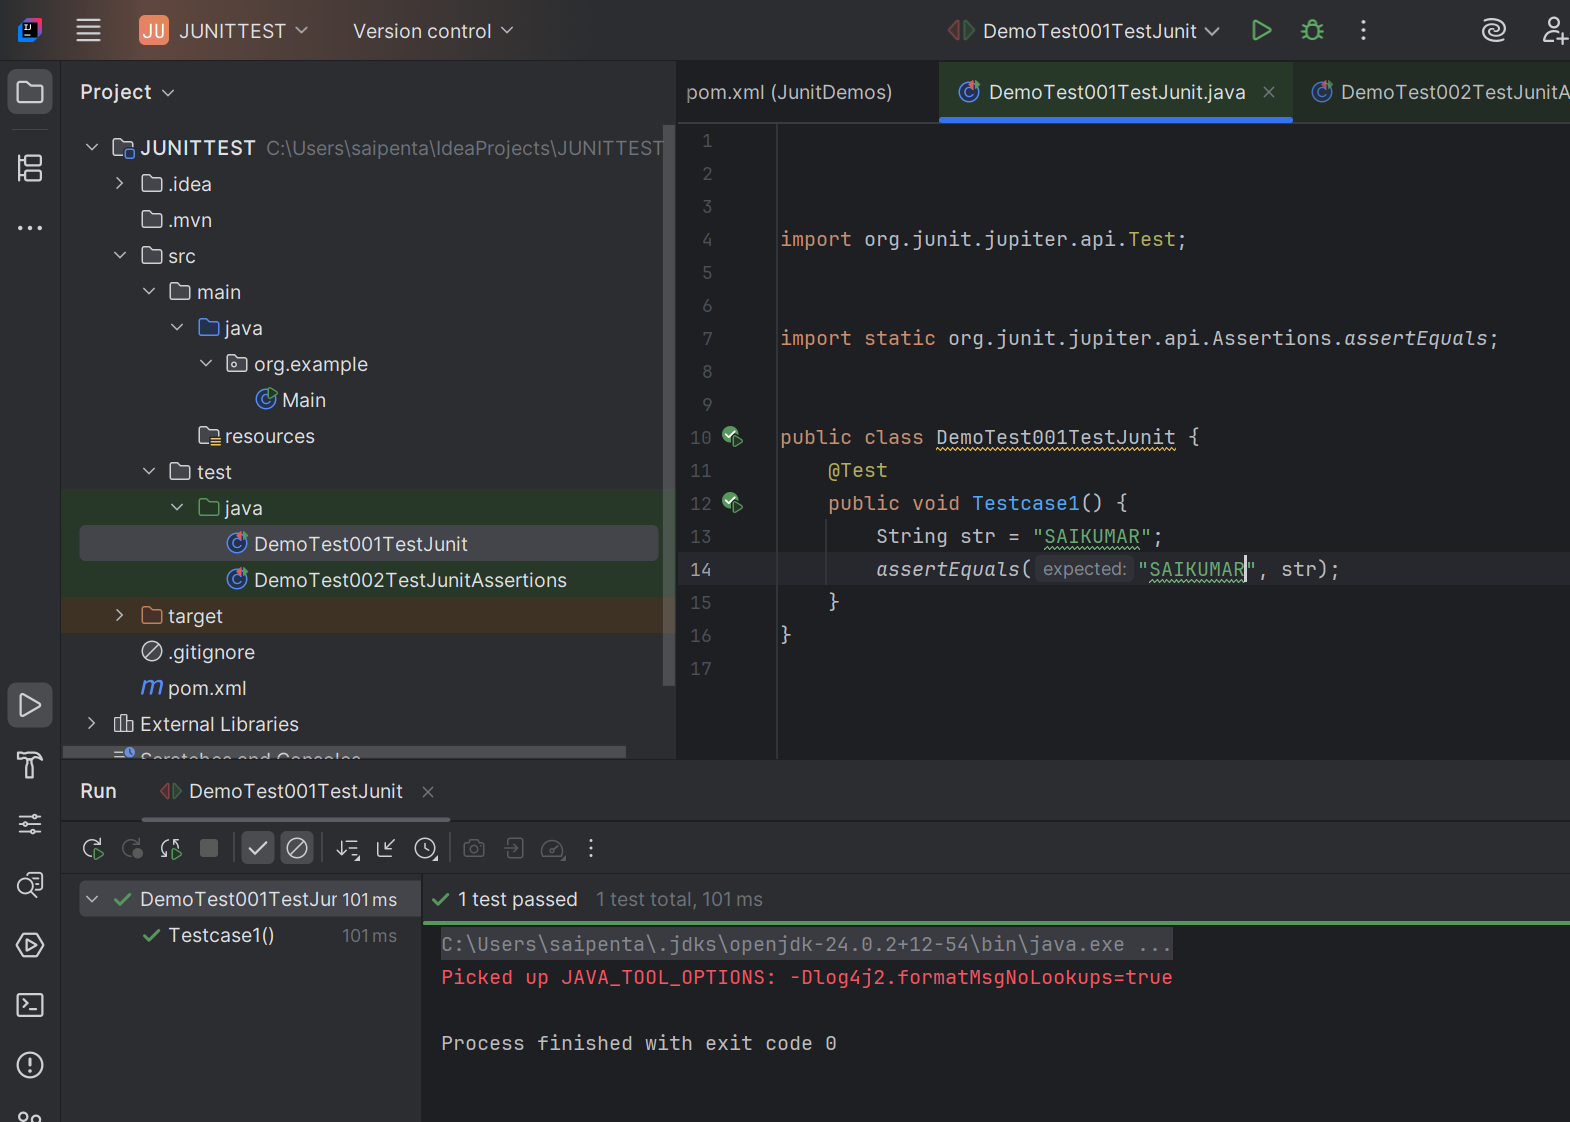 JU JUNITTEST Version control DemoTest001TestJunit
Project
pom.xml (JunitDemos) DemoTest001TestJunit.java DemoTest002TestJunitA
JUNITTEST C:\Users\saipenta\IdeaProjects\JUNITTEST
.idea
.mvn
src
main
java
org.example
Main
resources
test
java
DemoTest001TestJunit
DemoTest002TestJunitAssertions
target
.gitignore
pom.xml
External Libraries
Scratches and Consoles
1
2
3
4 import org.junit.jupiter.api.Test;
5
6
7 import static org.junit.jupiter.api.Assertions.assertEquals;
8
9
10 public class DemoTest001TestJunit {
11 @Test
12 public void Testcase1() {
13 String str = "SAIKUMAR";
14 assertEquals( expected: "SAIKUMAR", str);
15 }
16 }
17
Run DemoTest001TestJunit
DemoTest001TestJur 101 ms
Testcase1() 101 ms
1 test passed 1 test total, 101 ms
C:\Users\saipenta\.jdks\openjdk-24.0.2+12-54\bin\java.exe ...
Picked up JAVA_TOOL_OPTIONS: -Dlog4j2.formatMsgNoLookups=true
Process finished with exit code 0